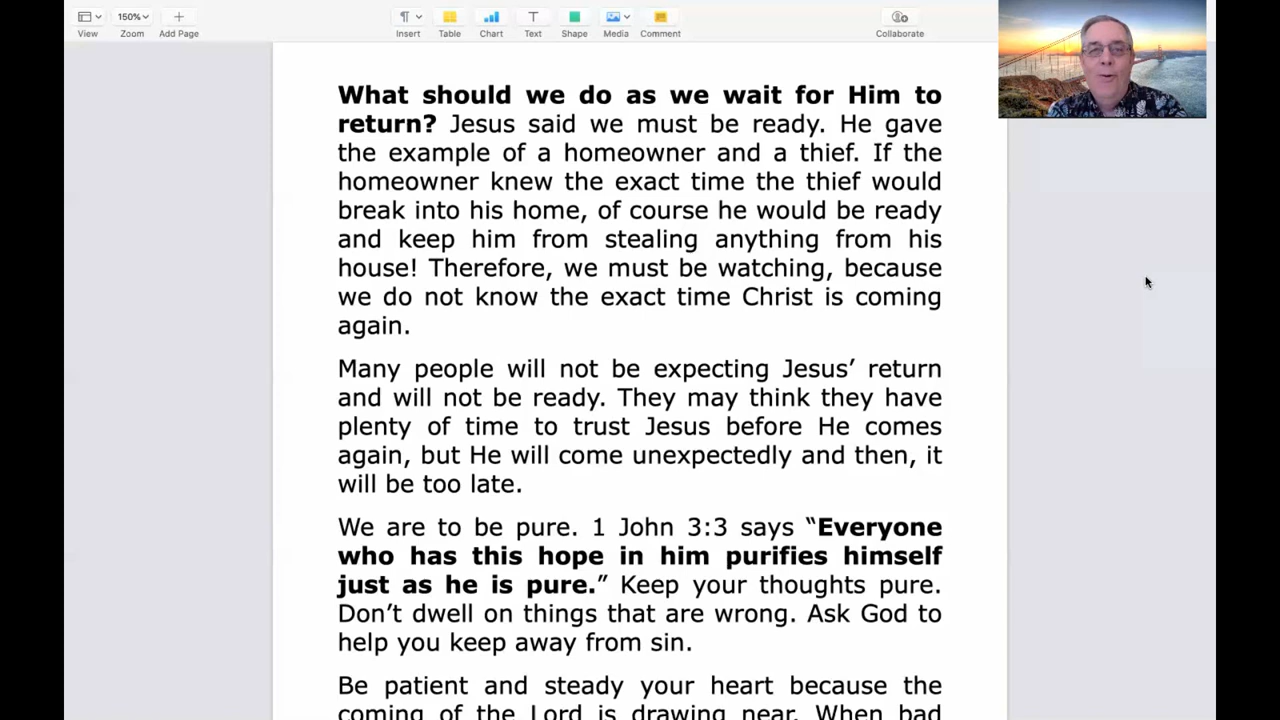 View
150%
Zoom
Add Page
Insert
Table
Chart
T
Text
Shape
Media
Comment
Collaborate
What should we do as we wait for Him to
return? Jesus said we must be ready. He gave
the example of a homeowner and a thief. If the
homeowner knew the exact time the thief would
break into his home, of course he would be ready
and keep him from stealing anything from his
house! Therefore, we must be watching, because
we do not know the exact time Christ is coming
again.
Many people will not be expecting Jesus’ return
and will not be ready. They may think they have
plenty of time to trust Jesus before He comes
again, but He will come unexpectedly and then, it
will be too late.
We are to be pure. 1 John 3:3 says “Everyone
who has this hope in him purifies himself
just as he is pure.” Keep your thoughts pure.
Don’t dwell on things that are wrong. Ask God to
help you keep away from sin.
Be patient and steady your heart because the
coming of the Lord is drawing near. When bad